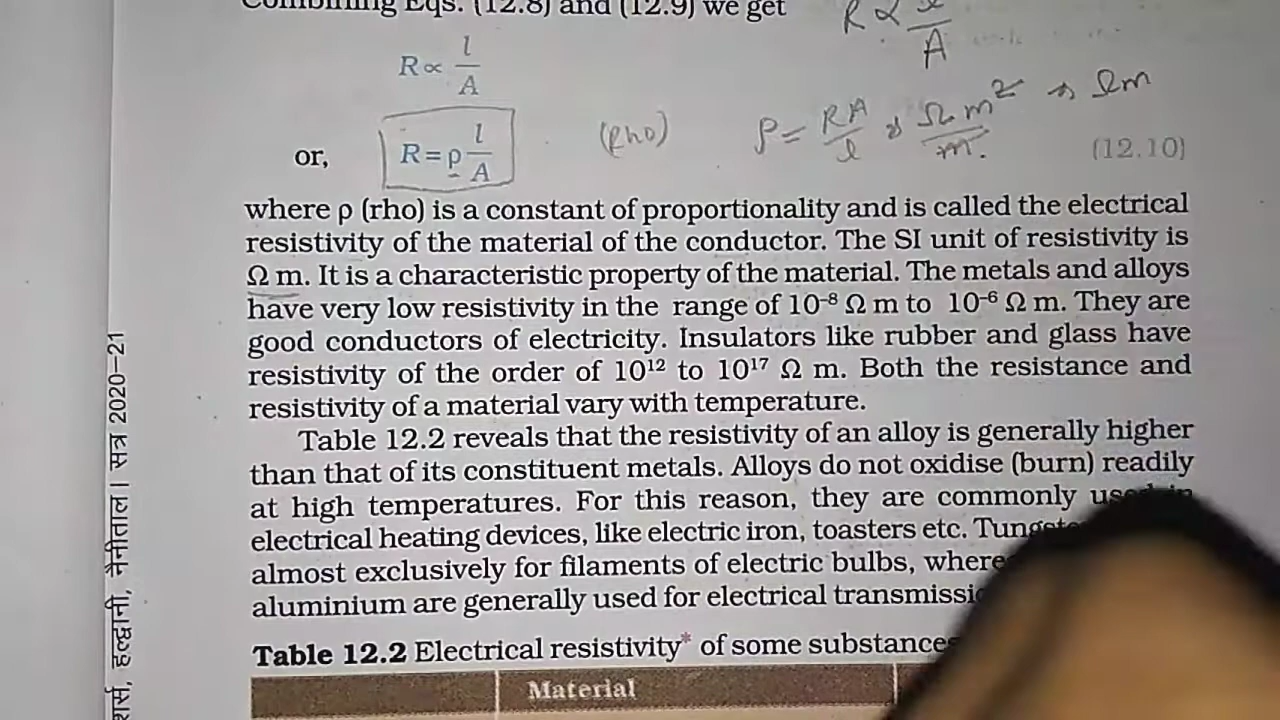 Combining Eqs. (12.8) and (12.9) we get
R ∝ l/A
R ∝ l/A
or, R = ρ l/A (Rho) ρ = RA/l ⇒ Ω m²/m. ⇒ Ωm (12.10)
where ρ (rho) is a constant of proportionality and is called the electrical
resistivity of the material of the conductor. The SI unit of resistivity is
Ω m. It is a characteristic property of the material. The metals and alloys
have very low resistivity in the range of 10⁻⁸ Ω m to 10⁻⁶ Ω m. They are
good conductors of electricity. Insulators like rubber and glass have
resistivity of the order of 10¹² to 10¹⁷ Ω m. Both the resistance and
resistivity of a material vary with temperature.
Table 12.2 reveals that the resistivity of an alloy is generally higher
than that of its constituent metals. Alloys do not oxidise (burn) readily
at high temperatures. For this reason, they are commonly used in
electrical heating devices, like electric iron, toasters etc.
almost exclusively for filaments of electric bulbs,
aluminium are generally used for electrical
Table 12.2 Electrical resistivity* of some substances
Material
हल्द्वानी, नैनीताल। सत्र 2020–21